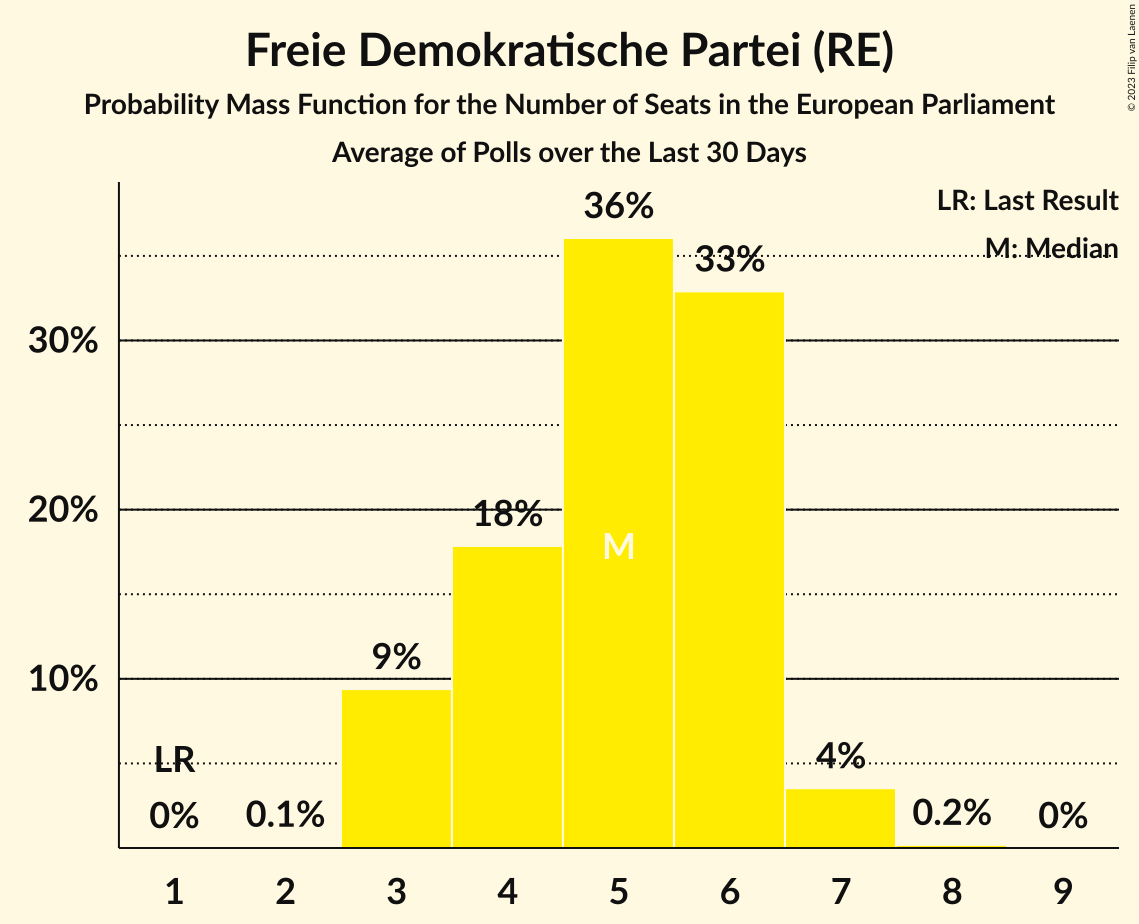 Freie Demokratische Partei (RE)
Probability Mass Function for the Number of Seats in the European Parliament
Average of Polls over the Last 30 Days
© 2023 Filip van Laenen
LR: Last Result
M: Median
36%
33%
30%
20%
18%
M
9%
10%
LR
4%
0%
0.1%
0.2%
0%
1 2 3 4 5 6 7 8 9